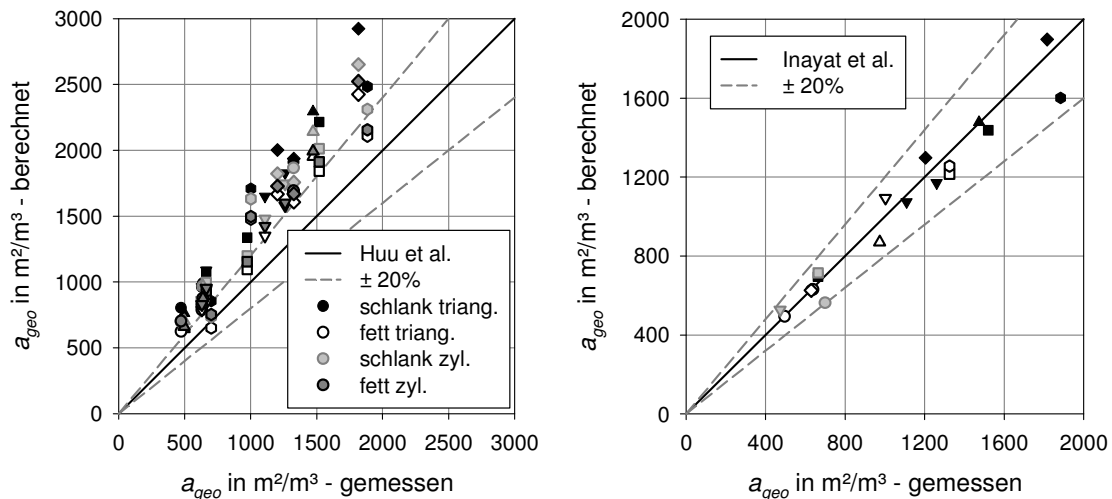 3000
2500
2000
1500
1000
500
0
a_geo in m²/m³ - berechnet
Huu et al.
± 20%
schlank triang.
fett triang.
schlank zyl.
fett zyl.
0 500 1000 1500 2000 2500 3000
a_geo in m²/m³ - gemessen
2000
1600
1200
800
400
0
a_geo in m²/m³ - berechnet
Inayat et al.
± 20%
0 400 800 1200 1600 2000
a_geo in m²/m³ - gemessen